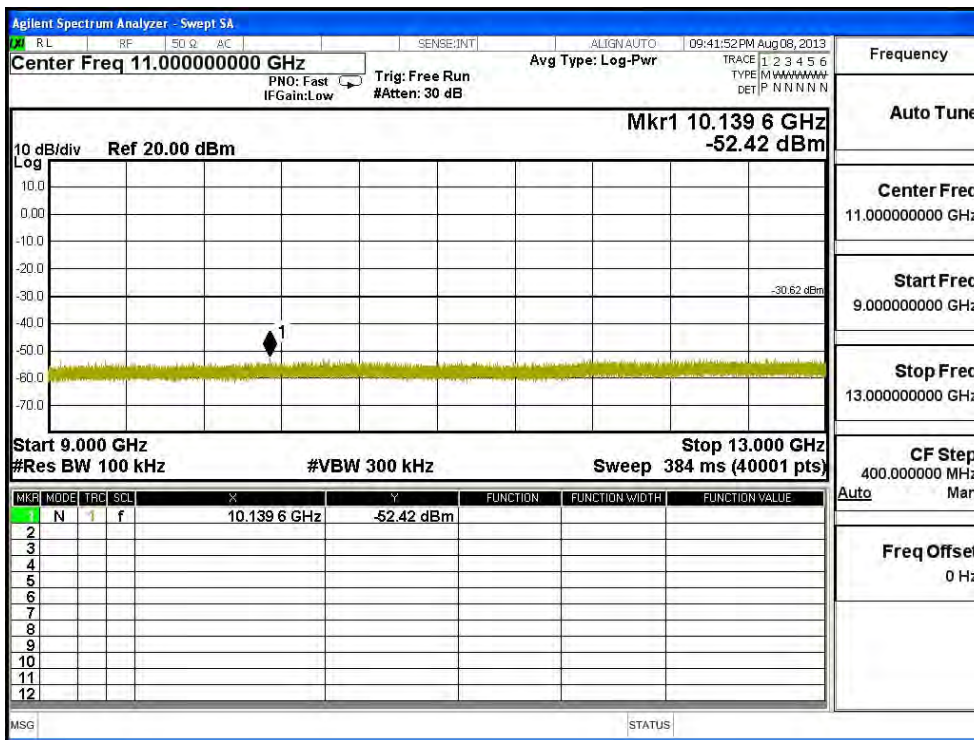 Agilent Spectrum Analyzer - Swept SA
RL RF 50 Ω AC SENSE:INT ALIGN AUTO 09:41:52 PM Aug 08, 2013
Center Freq 11.000000000 GHz
PNO: Fast
IFGain:Low
Trig: Free Run
#Atten: 30 dB
Avg Type: Log-Pwr
TRACE 1 2 3 4 5 6
TYPE M WWWWW
DET P N N N N N
Mkr1 10.139 6 GHz
-52.42 dBm
10 dB/div Ref 20.00 dBm
Log
10.0
0.00
-10.0
-20.0
-30.0
-30.62 dBm
-40.0
1
-50.0
-60.0
-70.0
Start 9.000 GHz Stop 13.000 GHz
#Res BW 100 kHz #VBW 300 kHz Sweep 384 ms (40001 pts)
MKR MODE TRC SCL X Y FUNCTION FUNCTION WIDTH FUNCTION VALUE
1 N 1 f 10.139 6 GHz -52.42 dBm
2
3
4
5
6
7
8
9
10
11
12
MSG STATUS
Frequency
Auto Tune
Center Freq
11.000000000 GHz
Start Freq
9.000000000 GHz
Stop Freq
13.000000000 GHz
CF Step
400.000000 MHz
Auto Man
Freq Offset
0 Hz